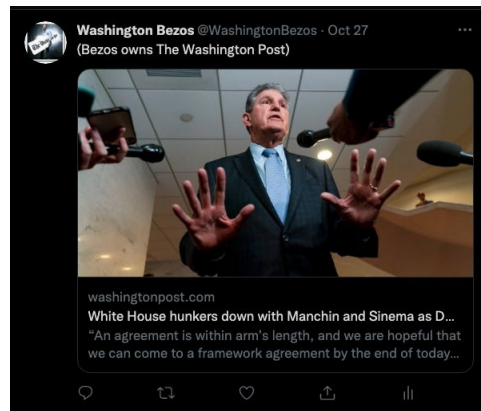 Washington Bezos @WashingtonBezos · Oct 27
(Bezos owns The Washington Post)
washingtonpost.com
White House hunkers down with Manchin and Sinema as D...
“An agreement is within arm's length, and we are hopeful that
we can come to a framework agreement by the end of today...